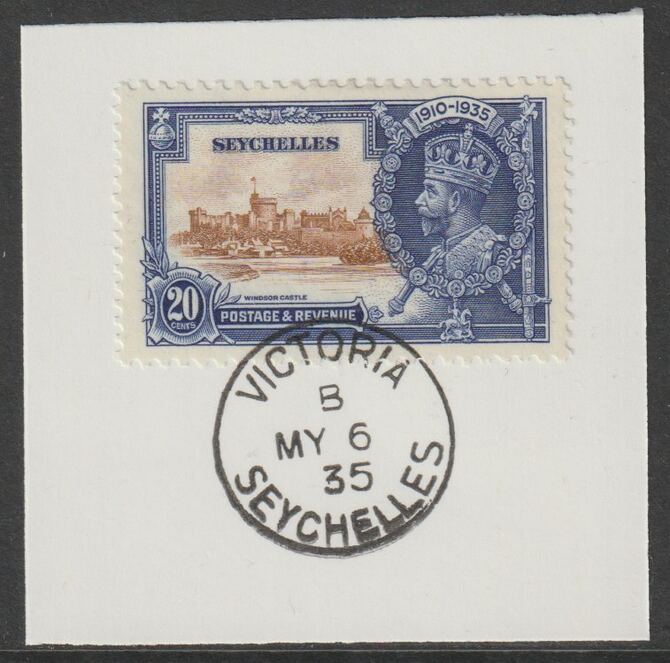 1910-1935
SEYCHELLES
WINDSOR CASTLE
20
CENTS
POSTAGE & REVENUE
VICTORIA
B
MY 6
35
SEYCHELLES